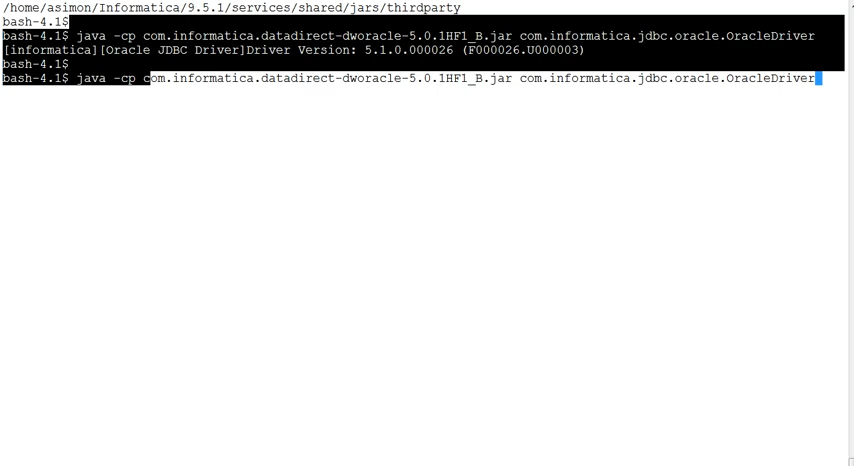 /home/asimon/Informatica/9.5.1/services/shared/jars/thirdparty
bash-4.1$
bash-4.1$ java -cp com.informatica.datadirect-dworacle-5.0.1HF1_B.jar com.informatica.jdbc.oracle.OracleDriver
[informatica][Oracle JDBC Driver]Driver Version: 5.1.0.000026 (F000026.U000003)
bash-4.1$
bash-4.1$ java -cp com.informatica.datadirect-dworacle-5.0.1HF1_B.jar com.informatica.jdbc.oracle.OracleDriver